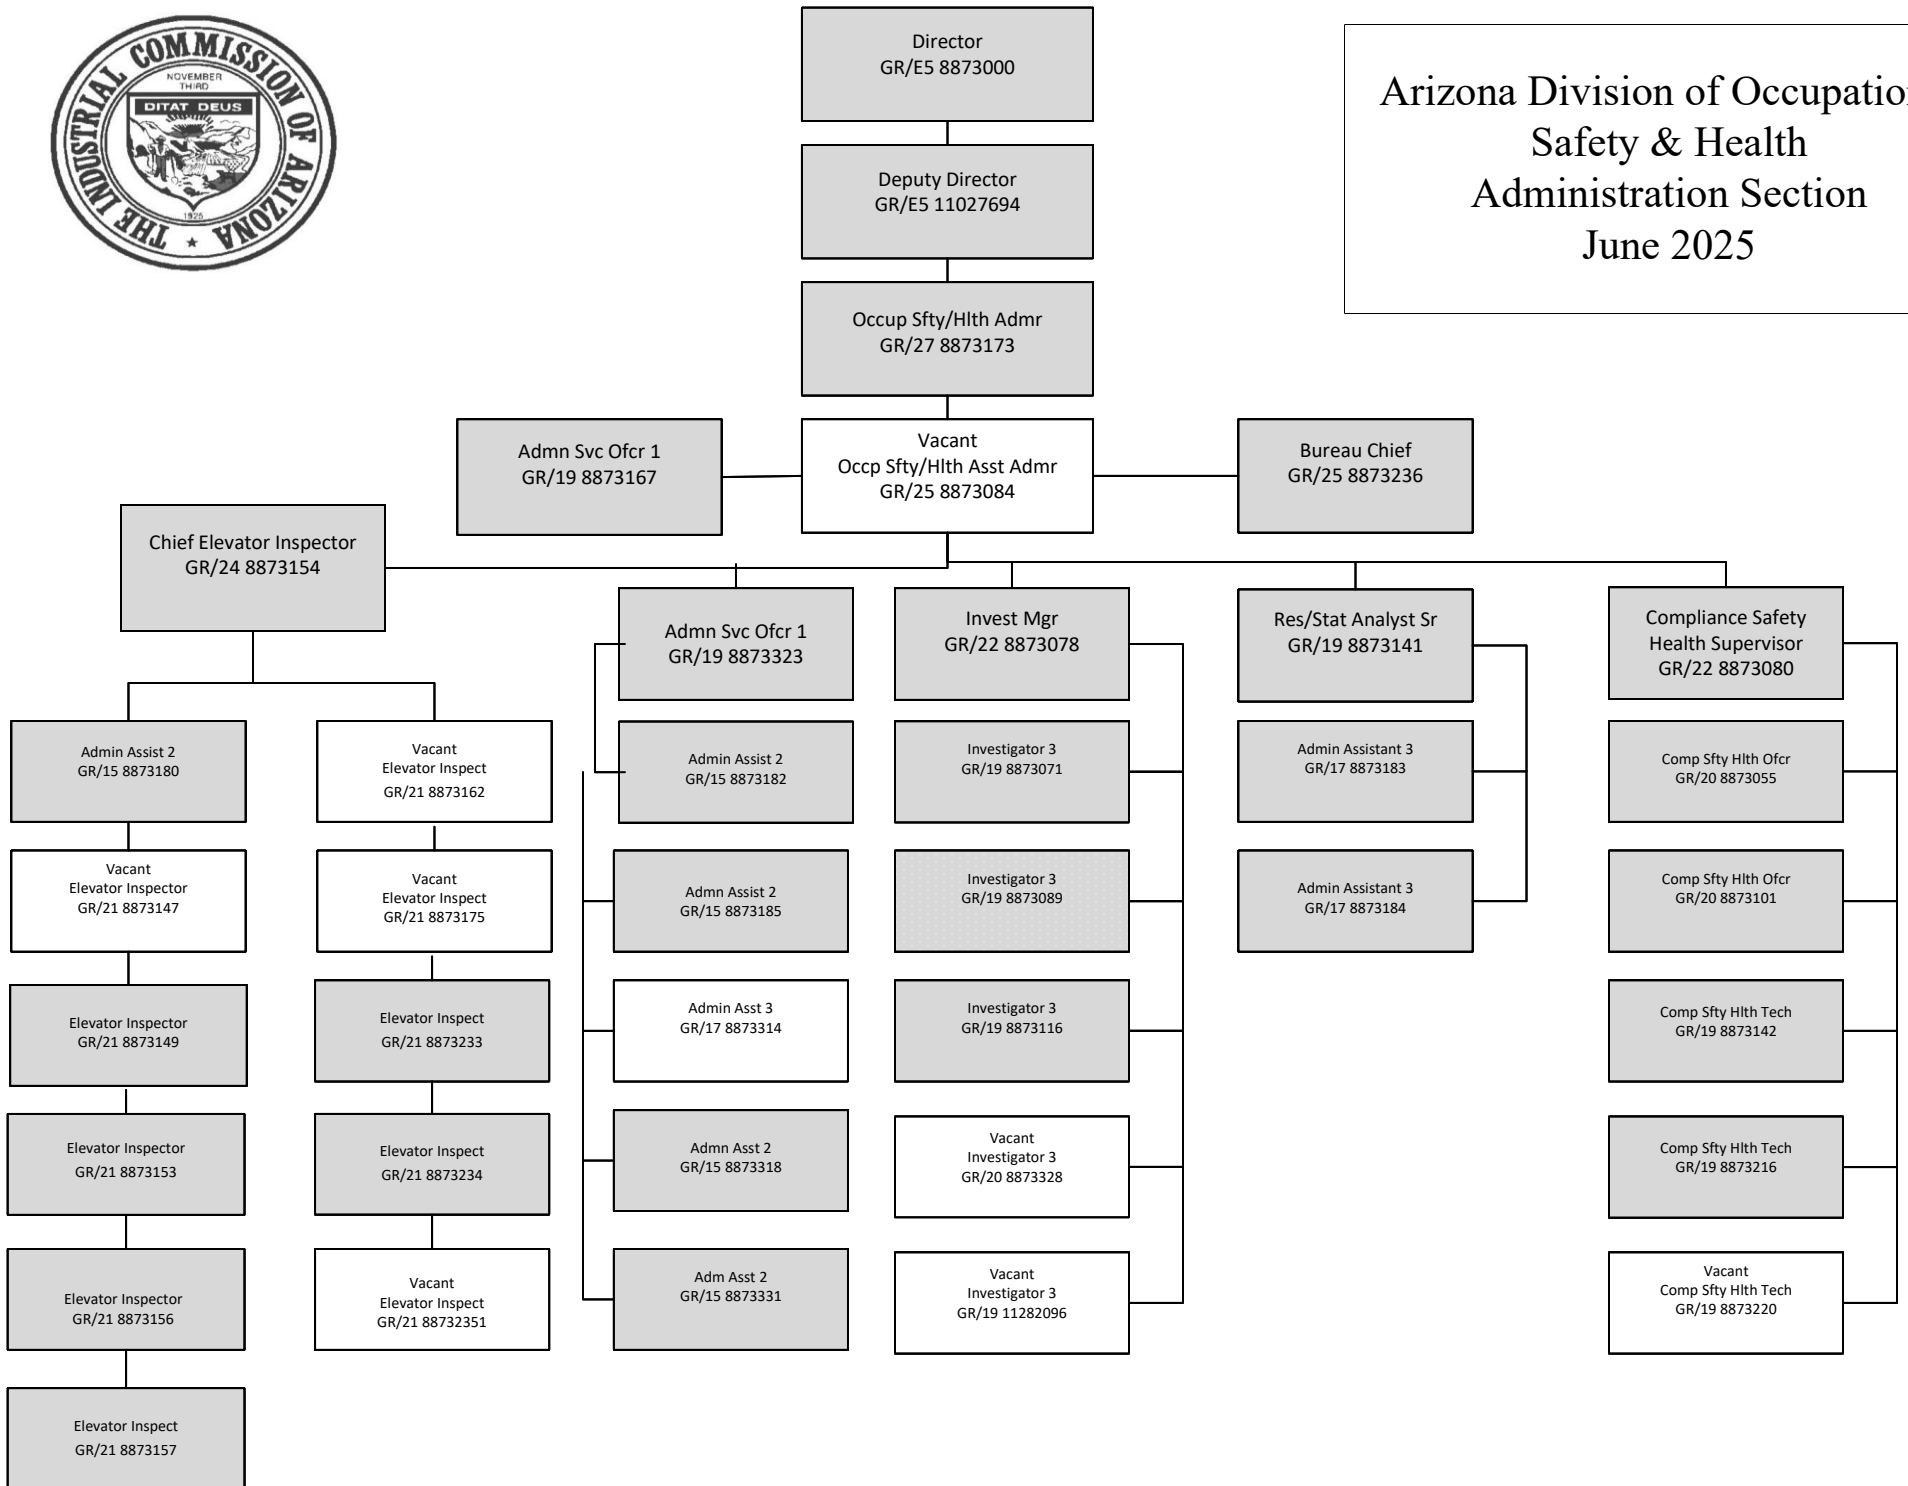 THE INDUSTRIAL COMMISSION OF ARIZONA
NOVEMBER
THIRD
DITAT DEUS
1925
Director
GR/E5 8873000
Arizona Division of Occupation
Safety & Health
Administration Section
June 2025
Deputy Director
GR/E5 11027694
Occup Sfty/Hlth Admr
GR/27 8873173
Admn Svc Ofcr 1
GR/19 8873167
Vacant
Occp Sfty/Hlth Asst Admr
GR/25 8873084
Bureau Chief
GR/25 8873236
Chief Elevator Inspector
GR/24 8873154
Admn Svc Ofcr 1
GR/19 8873323
Invest Mgr
GR/22 8873078
Res/Stat Analyst Sr
GR/19 8873141
Compliance Safety
Health Supervisor
GR/22 8873080
Admin Assist 2
GR/15 8873180
Vacant
Elevator Inspect
GR/21 8873162
Admin Assist 2
GR/15 8873182
Investigator 3
GR/19 8873071
Admin Assistant 3
GR/17 8873183
Comp Sfty Hlth Ofcr
GR/20 8873055
Vacant
Elevator Inspector
GR/21 8873147
Vacant
Elevator Inspect
GR/21 8873175
Admn Assist 2
GR/15 8873185
Investigator 3
GR/19 8873089
Admin Assistant 3
GR/17 8873184
Comp Sfty Hlth Ofcr
GR/20 8873101
Elevator Inspector
GR/21 8873149
Elevator Inspect
GR/21 8873233
Admin Asst 3
GR/17 8873314
Investigator 3
GR/19 8873116
Comp Sfty Hlth Tech
GR/19 8873142
Elevator Inspector
GR/21 8873153
Elevator Inspect
GR/21 8873234
Admn Asst 2
GR/15 8873318
Vacant
Investigator 3
GR/20 8873328
Comp Sfty Hlth Tech
GR/19 8873216
Elevator Inspector
GR/21 8873156
Vacant
Elevator Inspect
GR/21 88732351
Adm Asst 2
GR/15 8873331
Vacant
Investigator 3
GR/19 11282096
Vacant
Comp Sfty Hlth Tech
GR/19 8873220
Elevator Inspect
GR/21 8873157